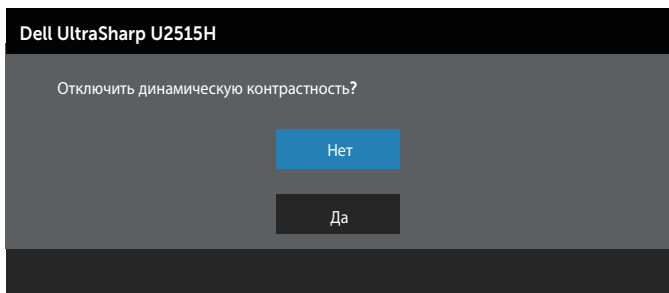 Dell UltraSharp U2515H
Отключить динамическую контрастность?
Нет
Да